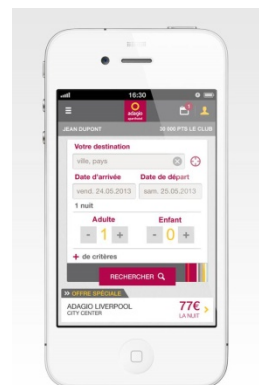 16:30
adagio
aparthotel
JEAN DUPONT 30 000 PTS LE CLUB
Votre destination
ville, pays
Date d'arrivée Date de départ
vend. 24.05.2013 sam. 25.05.2013
1 nuit
Adulte Enfant
- 1 + - 0 +
+ de critères
RECHERCHER
>> OFFRE SPÉCIALE
ADAGIO LIVERPOOL 77€
CITY CENTER LA NUIT